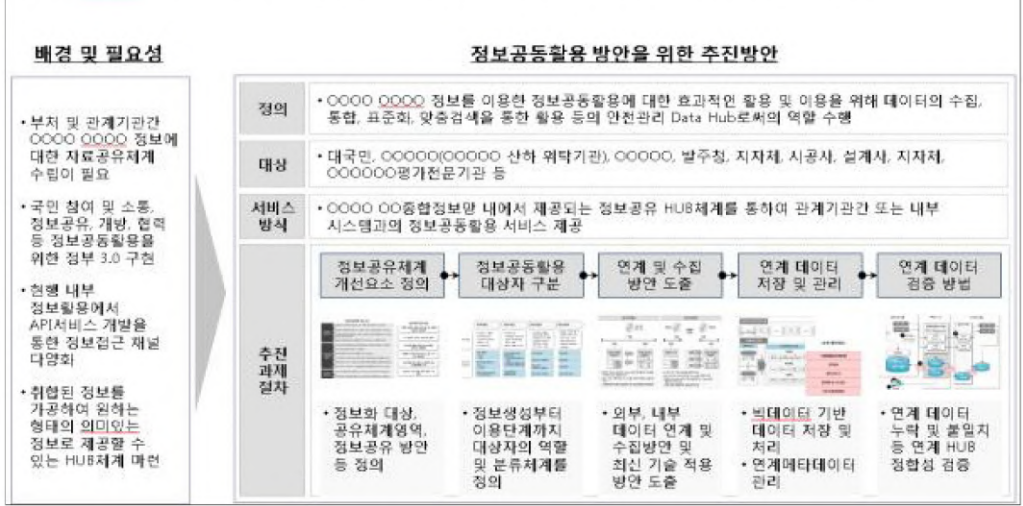 배경 및 필요성
정보공동활용 방안을 위한 추진방안
• 부처 및 관계기관간
OOOO OOOO 정보에
대한 자료공유체계
수립이 필요
• 국민 참여 및 소통,
정보공유, 개방, 협력
등 정보공동활용을
위한 정부 3.0 구현
• 현행 내부
정보활용에서
API서비스 개발을
통한 정보접근 채널
다양화
• 취합된 정보를
가공하여 원하는
형태의 의미있는
정보로 제공할 수
있는 HUB체계 마련
정의
• OOOO OOOO 정보를 이용한 정보공동활용에 대한 효과적인 활용 및 이용을 위해 데이터의 수집,
통합, 표준화, 맞춤검색을 통한 활용 등의 안전관리 Data Hub로써의 역할 수행
대상
• 대국민, OOOOO(OOOOO 산하 위탁기관), OOOOO, 발주청, 지자체, 시공사, 설계사, 지자체,
OOOOOO평가전문기관 등
서비스
방식
• OOOO OO종합정보망 내에서 제공되는 정보공유 HUB체계를 통하여 관계기관간 또는 내부
시스템과의 정보공동활용 서비스 제공
추진
과제
절차
정보공유체계
개선요소 정의
정보공동활용
대상자 구분
연계 및 수집
방안 도출
연계 데이터
저장 및 관리
연계 데이터
검증 방법
• 정보화 대상,
공유체계영역,
정보공유 방안
등 정의
• 정보생성부터
이용단계까지
대상자의 역할
및 분류체계를
정의
• 외부, 내부
데이터 연계 및
수집방안 및
최신 기술 적용
방안 도출
• 빅데이터 기반
데이터 저장 및
처리
• 연계메타데이터
관리
• 연계 데이터
누락 및 불일치
등 연계 HUB
정합성 검증